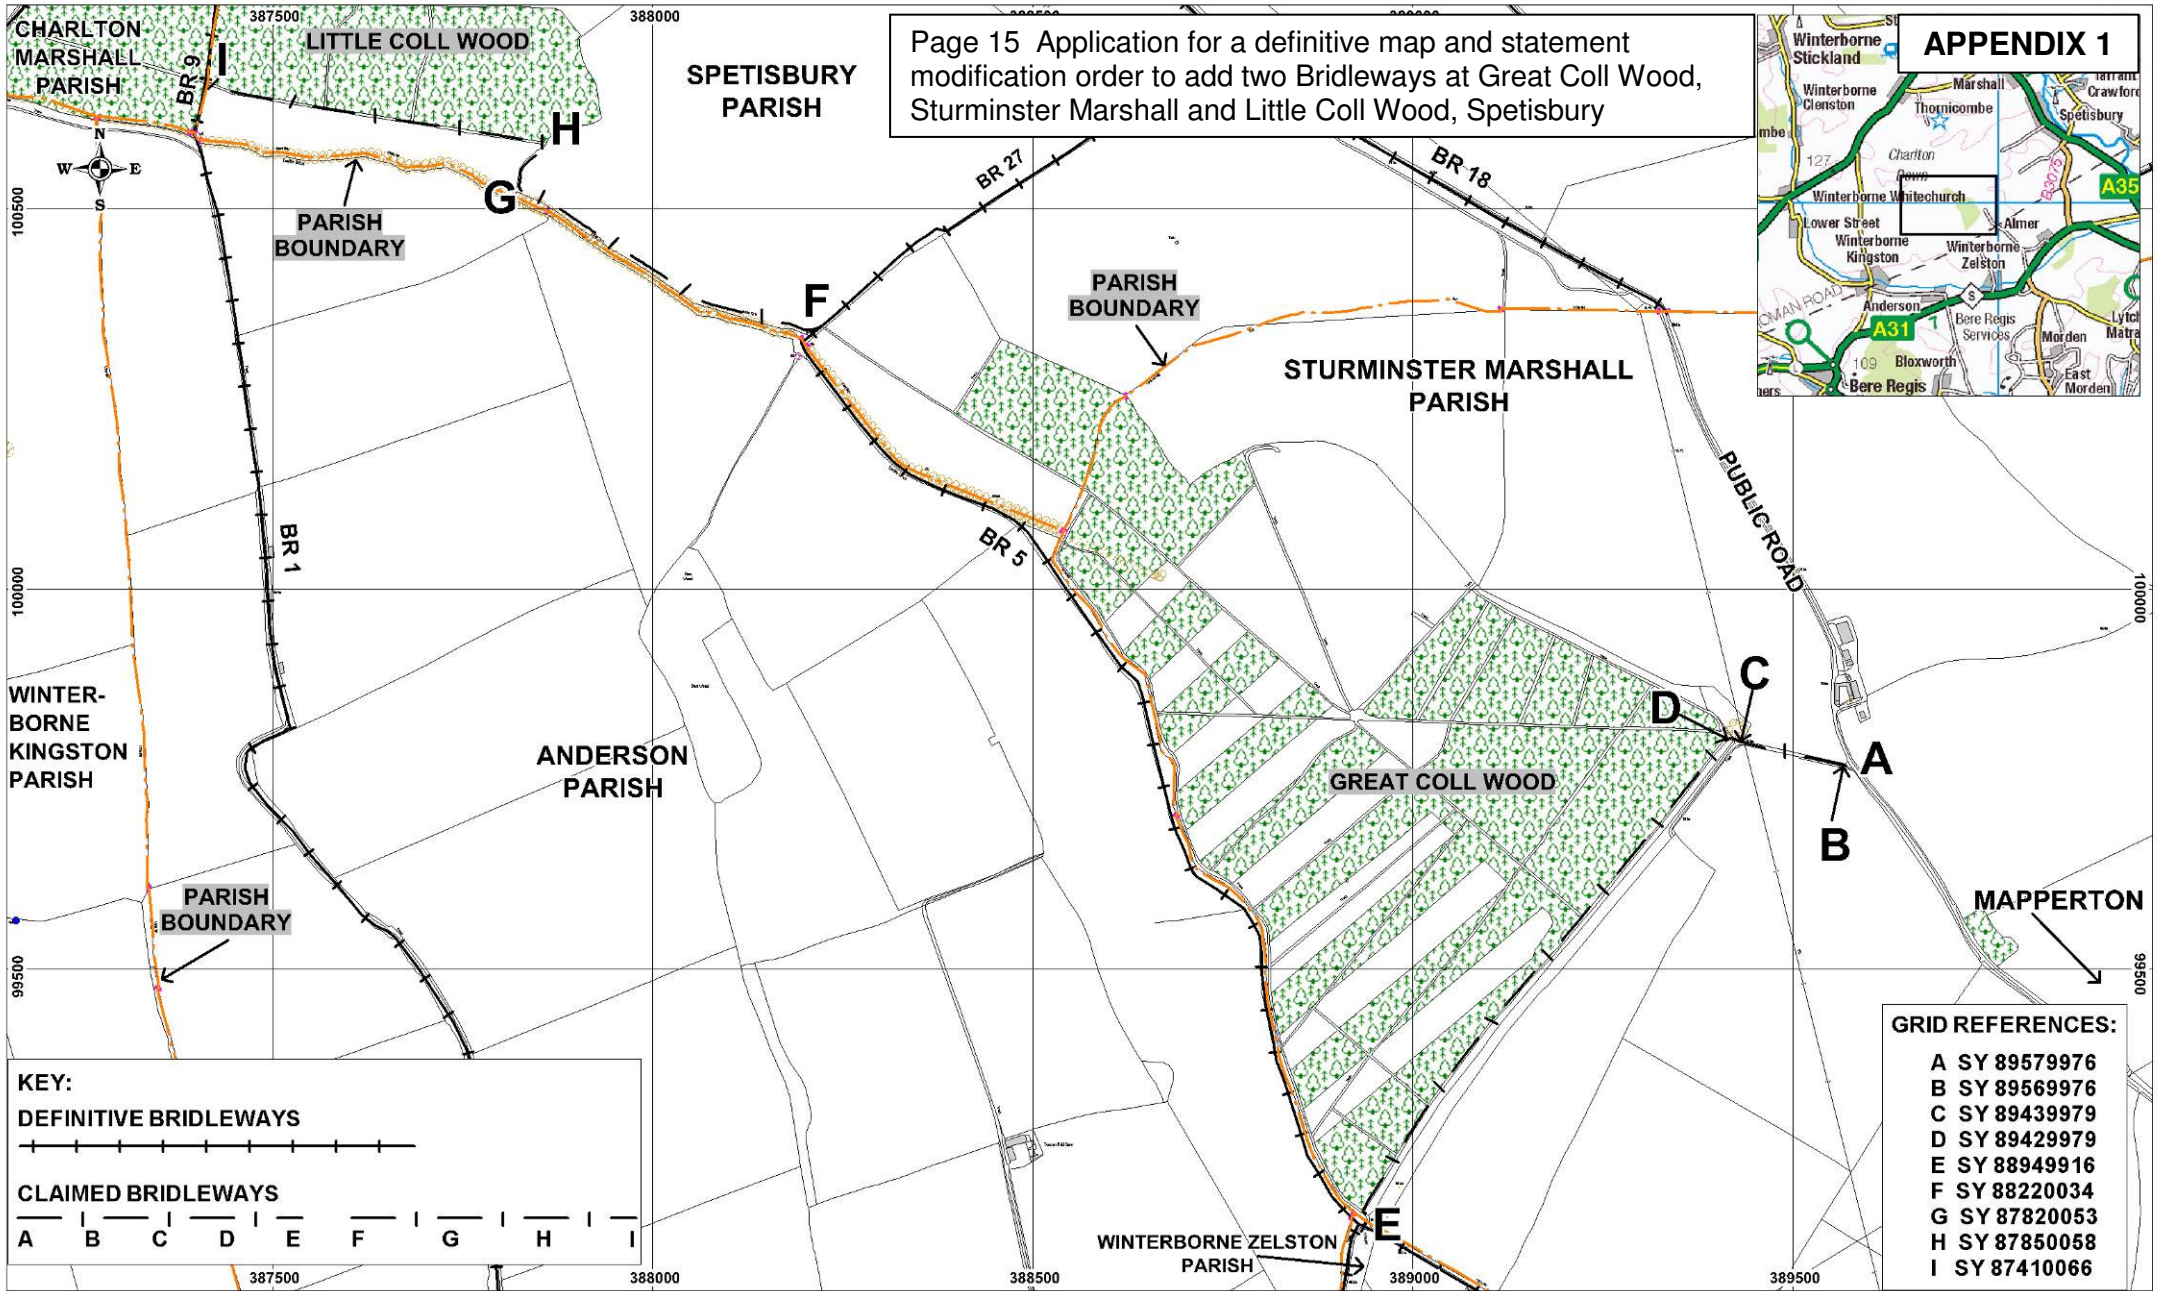 387500
388000
CHARLTON
MARSHALL
PARISH
BR 9
I
LITTLE COLL WOOD
H
SPETISBURY
PARISH
Page 15 Application for a definitive map and statement
modification order to add two Bridleways at Great Coll Wood,
Sturminster Marshall and Little Coll Wood, Spetisbury
APPENDIX 1
Winterborne
Stickland
Winterborne
Clenston
Marshall
Thornicombe
Tarrant
Crawford
Spetisbury
127
Charlton
Down
B3075
A35
Winterborne Whitechurch
Lower Street
Almer
Winterborne
Kingston
Winterborne
Zelston
Anderson
S
A31
7
Bere Regis
Services
Morden
109
Bloxworth
East
Morden
Bere Regis
N
W
E
S
G
PARISH
BOUNDARY
BR 27
BR 18
100500
F
PARISH
BOUNDARY
STURMINSTER MARSHALL
PARISH
PUBLIC ROAD
BR 1
BR 5
100000
100000
WINTER-
BORNE
KINGSTON
PARISH
ANDERSON
PARISH
GREAT COLL WOOD
D
C
A
B
PARISH
BOUNDARY
MAPPERTON
99500
99500
E
WINTERBORNE ZELSTON
PARISH
KEY:
DEFINITIVE BRIDLEWAYS
CLAIMED BRIDLEWAYS
A B C D E F G H I
GRID REFERENCES:
A SY 89579976
B SY 89569976
C SY 89439979
D SY 89429979
E SY 88949916
F SY 88220034
G SY 87820053
H SY 87850058
I SY 87410066
387500
388000
388500
389000
389500